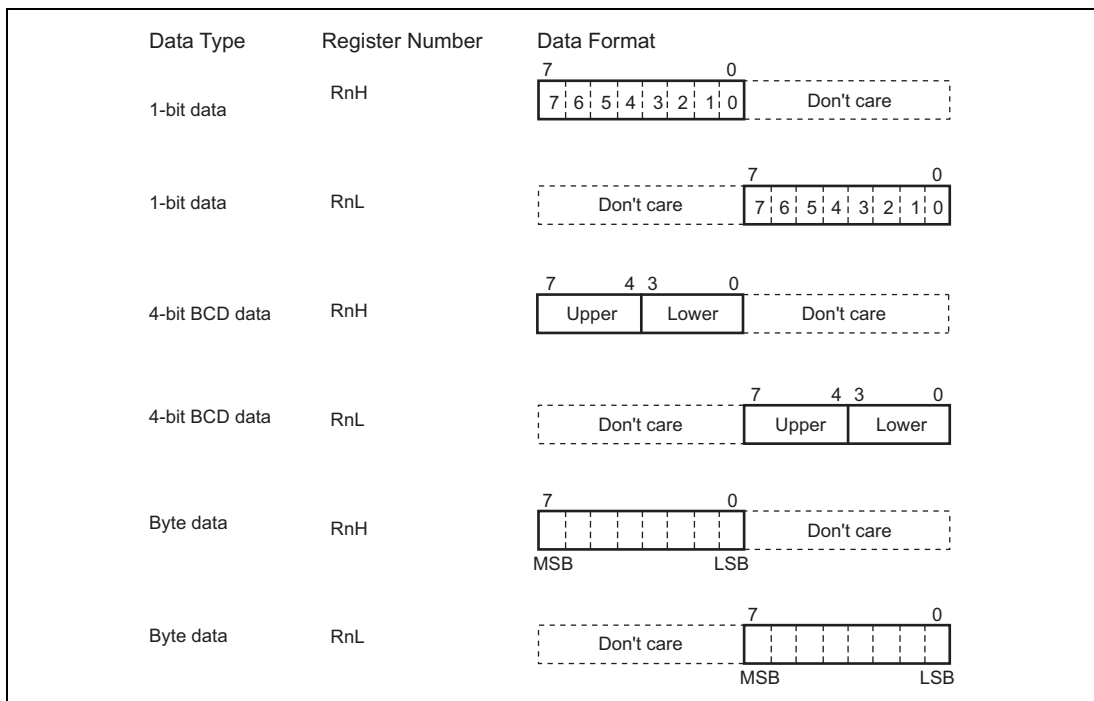 Data Type Register Number Data Format
7 0
1-bit data RnH 7 6 5 4 3 2 1 0 Don't care
7 0
1-bit data RnL Don't care 7 6 5 4 3 2 1 0
7 4 3 0
4-bit BCD data RnH Upper Lower Don't care
7 4 3 0
4-bit BCD data RnL Don't care Upper Lower
7 0
Byte data RnH Don't care
MSB LSB
7 0
Byte data RnL Don't care
MSB LSB